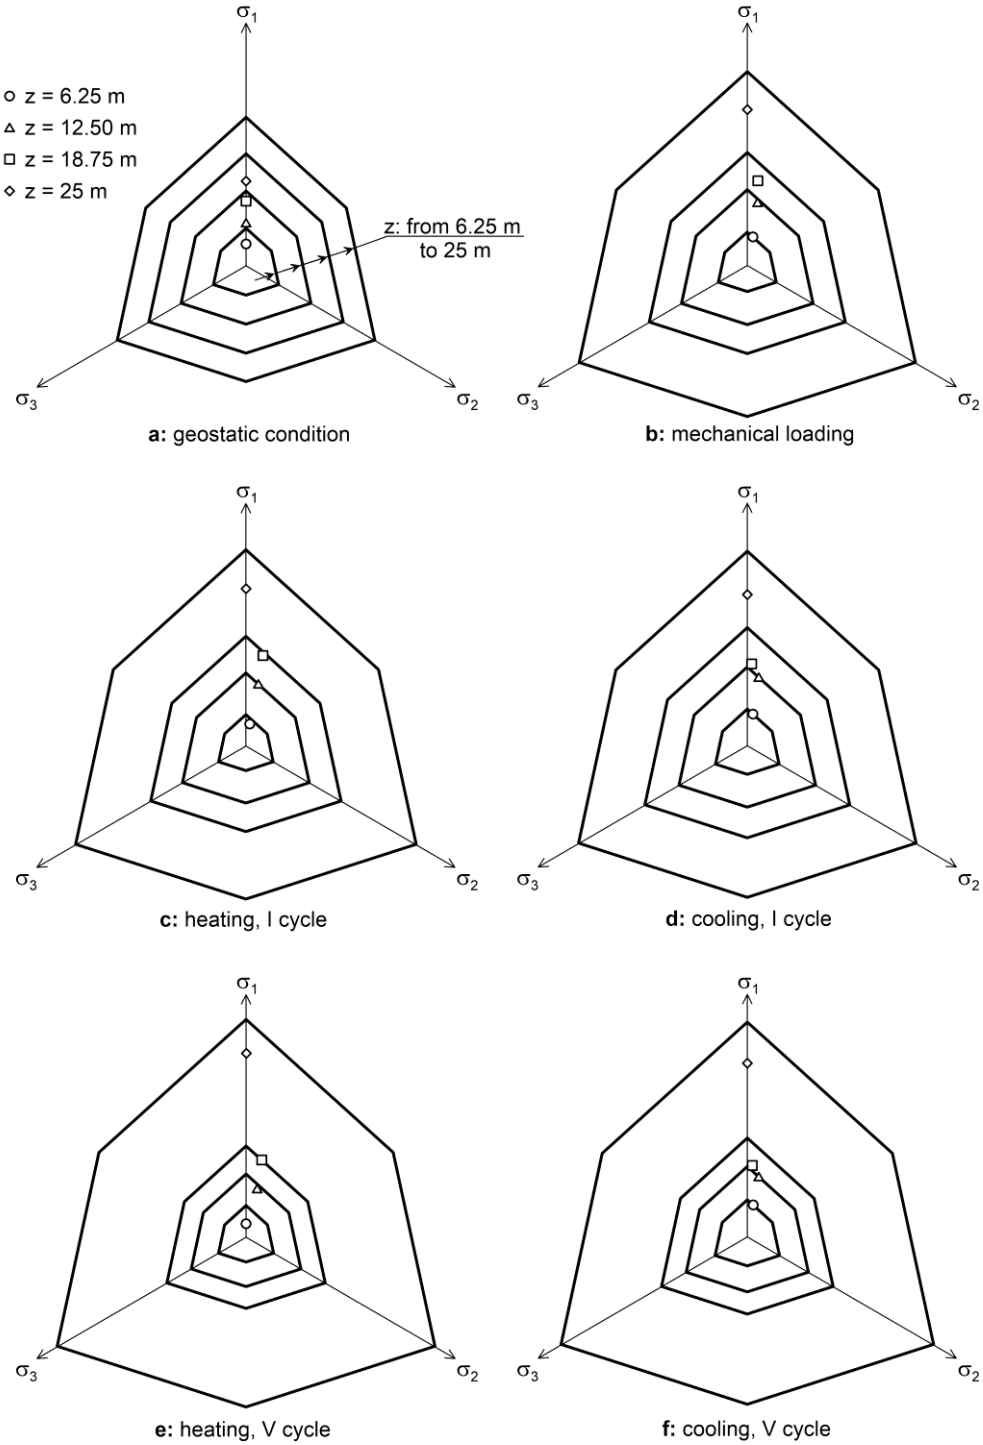 σ1
σ1
○ z = 6.25 m
△ z = 12.50 m
□ z = 18.75 m
◇ z = 25 m
z: from 6.25 m
to 25 m
σ3
σ2
σ3
σ2
a: geostatic condition
b: mechanical loading
σ1
σ1
σ3
σ2
σ3
σ2
c: heating, I cycle
d: cooling, I cycle
σ1
σ1
σ3
σ2
σ3
σ2
e: heating, V cycle
f: cooling, V cycle